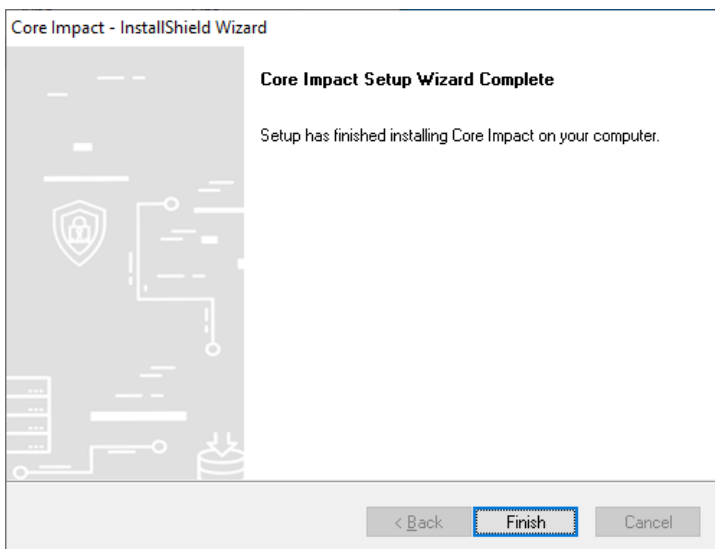 Core Impact - InstallShield Wizard
Core Impact Setup Wizard Complete
Setup has finished installing Core Impact on your computer.
< Back
Finish
Cancel